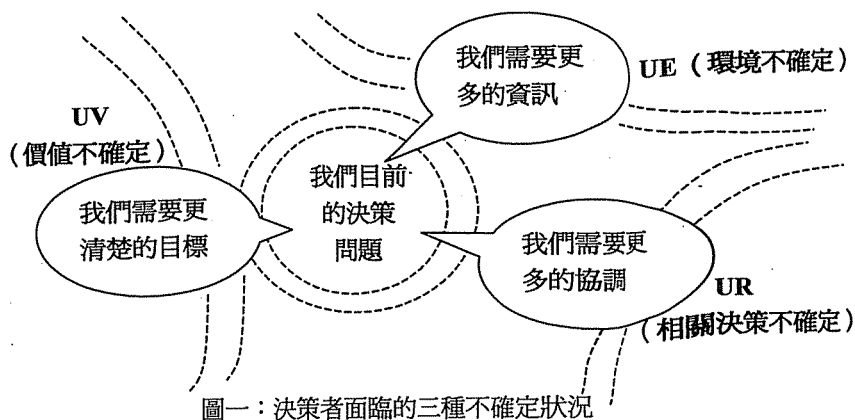 我們需要更
多的資訊
UE（環境不確定）
UV
（價值不確定）
我們需要更
清楚的目標
我們目前
的決策
問題
我們需要更
多的協調
UR
（相關決策不確定）
圖一：決策者面臨的三種不確定狀況